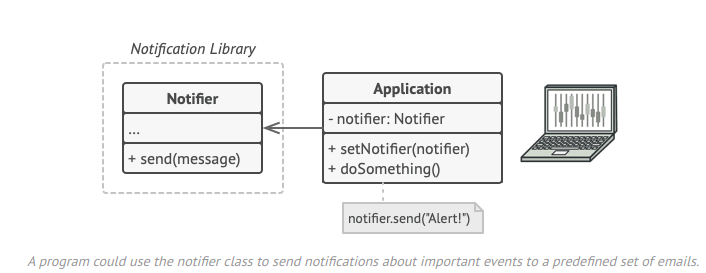 Notification Library
Notifier
...
+ send(message)
Application
- notifier: Notifier
+ setNotifier(notifier)
+ doSomething()
notifier.send("Alert!")
A program could use the notifier class to send notifications about important events to a predefined set of emails.